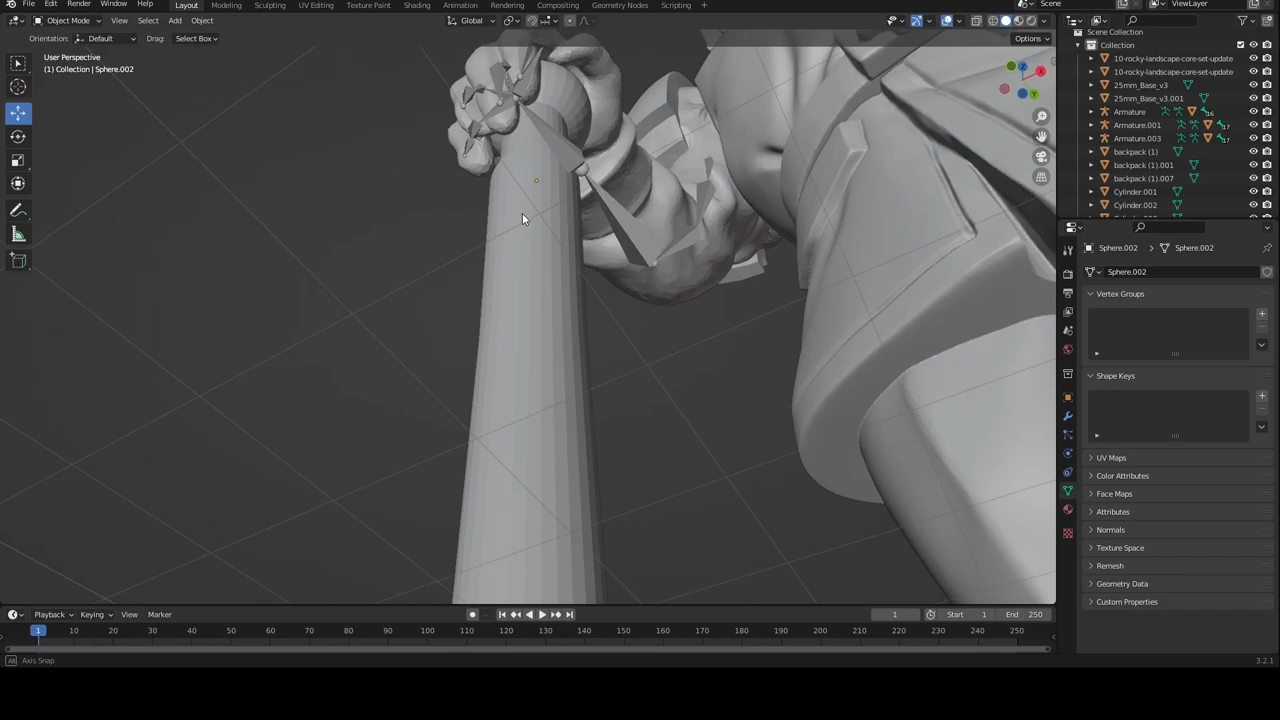 File Edit Render Window Help Layout Modeling Sculpting UV Editing Texture Paint Shading Animation Rendering Compositing Geometry Nodes Scripting + Scene ViewLayer
Object Mode View Select Add Object Global Options
Orientation: Default Drag: Select Box
User Perspective
(1) Collection | Sphere.002
Scene Collection
Collection
10-rocky-landscape-core-set-update
10-rocky-landscape-core-set-update
25mm_Base_v3
25mm_Base_v3.001
Armature 16
Armature.001 17
Armature.003 17
backpack (1)
backpack (1).001
backpack (1).007
Cylinder.001
Cylinder.002
Sphere.002 > Sphere.002
Sphere.002
Vertex Groups
Shape Keys
UV Maps
Color Attributes
Face Maps
Attributes
Normals
Texture Space
Remesh
Geometry Data
Custom Properties
Playback Keying View Marker 1 Start 1 End 250
1 10 20 30 40 50 60 70 80 90 100 110 120 130 140 150 160 170 180 190 200 210 220 230 240 250
Alt Axis Snap 3.2.1